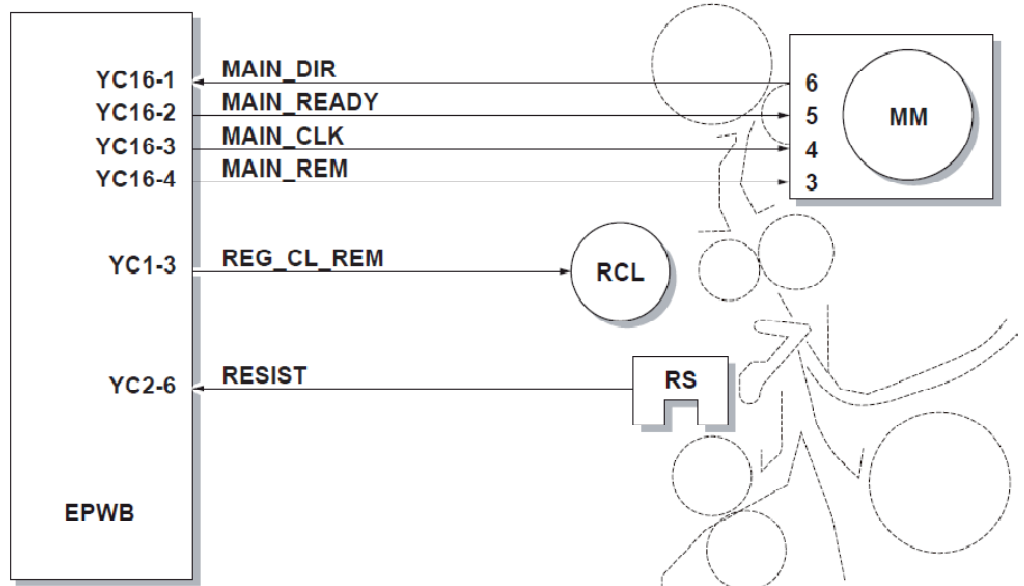 YC16-1 MAIN_DIR 6
YC16-2 MAIN_READY 5
YC16-3 MAIN_CLK 4
YC16-4 MAIN_REM 3
MM
YC1-3 REG_CL_REM RCL
YC2-6 RESIST RS
EPWB